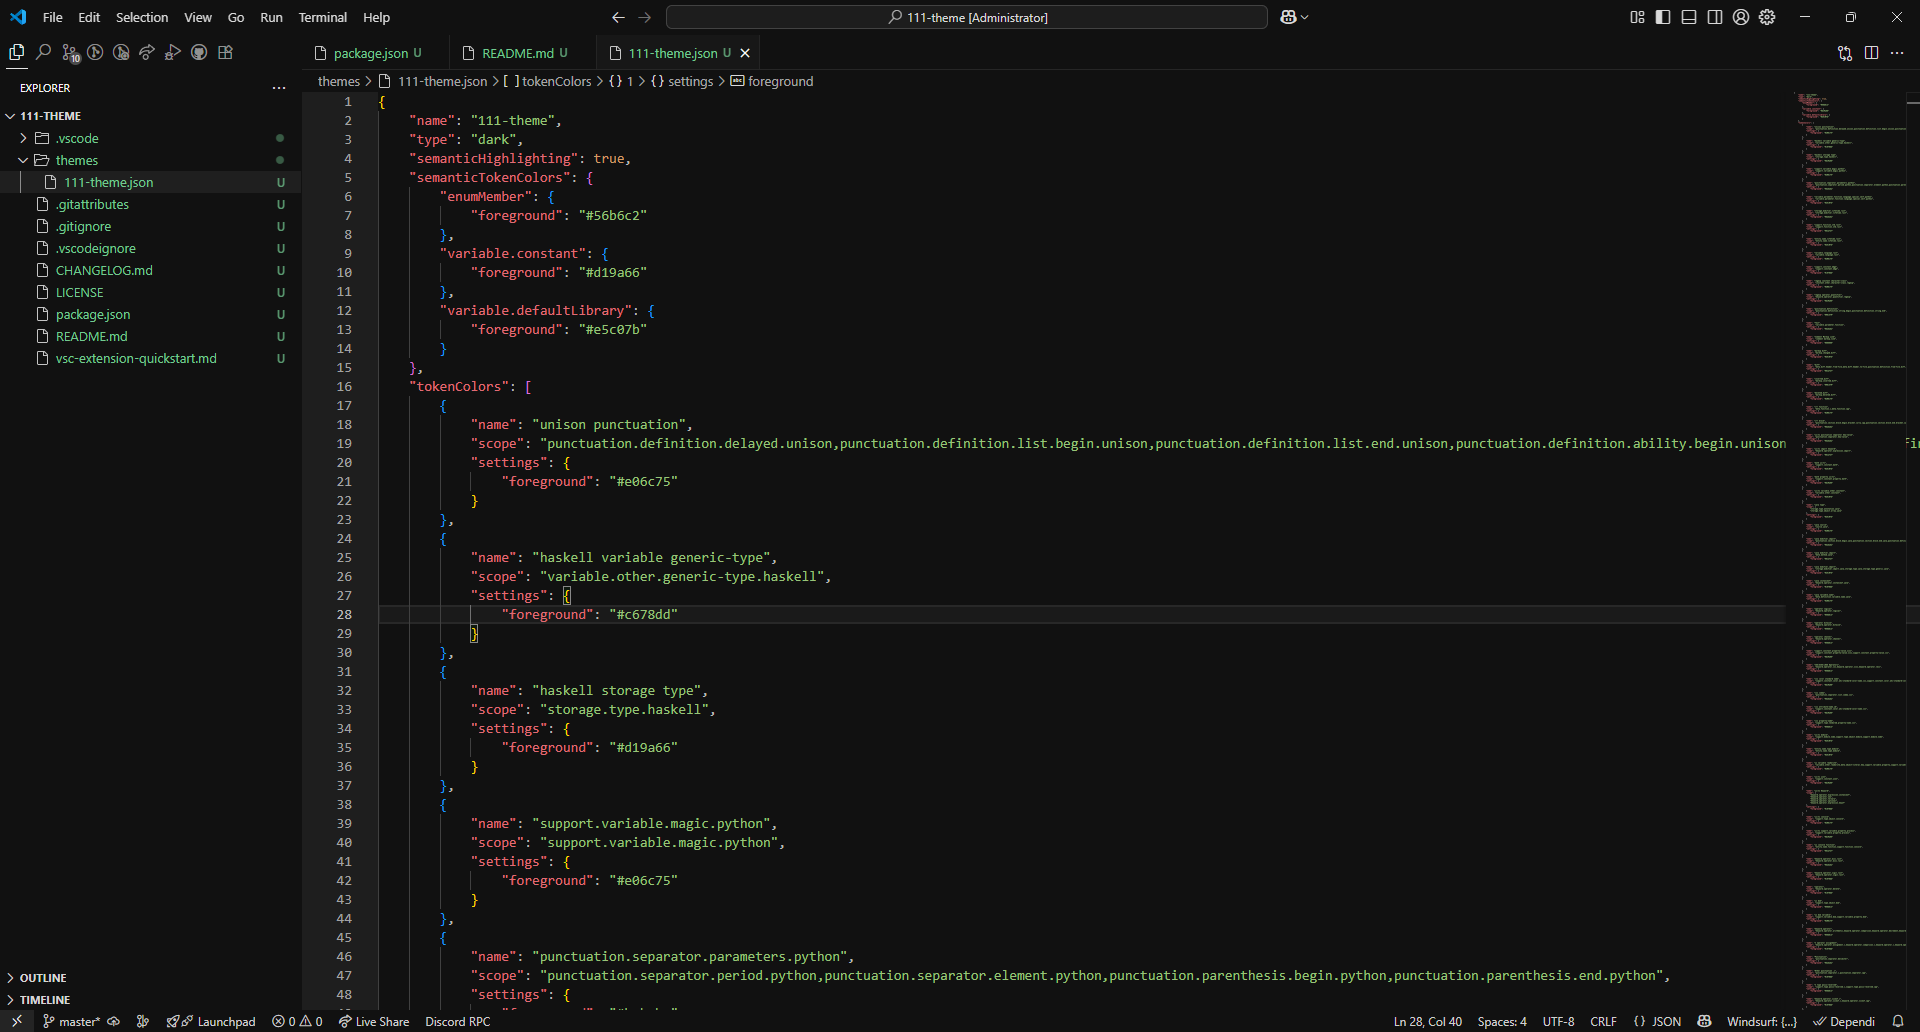 File Edit Selection View Go Run Terminal Help
111-theme [Administrator]
10
package.json U
README.md U
111-theme.json U
EXPLORER
themes > 111-theme.json > [ ] tokenColors > { } 1 > { } settings > abc foreground
111-THEME
.vscode
themes
111-theme.json U
.gitattributes U
.gitignore U
.vscodeignore U
CHANGELOG.md U
LICENSE U
package.json U
README.md U
vsc-extension-quickstart.md U
OUTLINE
TIMELINE
1 {
2 "name": "111-theme",
3 "type": "dark",
4 "semanticHighlighting": true,
5 "semanticTokenColors": {
6 "enumMember": {
7 "foreground": "#56b6c2"
8 },
9 "variable.constant": {
10 "foreground": "#d19a66"
11 },
12 "variable.defaultLibrary": {
13 "foreground": "#e5c07b"
14 }
15 },
16 "tokenColors": [
17 {
18 "name": "unison punctuation",
19 "scope": "punctuation.definition.delayed.unison,punctuation.definition.list.begin.unison,punctuation.definition.list.end.unison,punctuation.definition.ability.begin.unison
20 "settings": {
21 "foreground": "#e06c75"
22 }
23 },
24 {
25 "name": "haskell variable generic-type",
26 "scope": "variable.other.generic-type.haskell",
27 "settings": {
28 "foreground": "#c678dd"
29 }
30 },
31 {
32 "name": "haskell storage type",
33 "scope": "storage.type.haskell",
34 "settings": {
35 "foreground": "#d19a66"
36 }
37 },
38 {
39 "name": "support.variable.magic.python",
40 "scope": "support.variable.magic.python",
41 "settings": {
42 "foreground": "#e06c75"
43 }
44 },
45 {
46 "name": "punctuation.separator.parameters.python",
47 "scope": "punctuation.separator.period.python,punctuation.separator.element.python,punctuation.parenthesis.begin.python,punctuation.parenthesis.end.python",
48 "settings": {
master* Launchpad 0 0 Live Share Discord RPC Ln 28, Col 40 Spaces: 4 UTF-8 CRLF { } JSON Windsurf: {...} Dependi